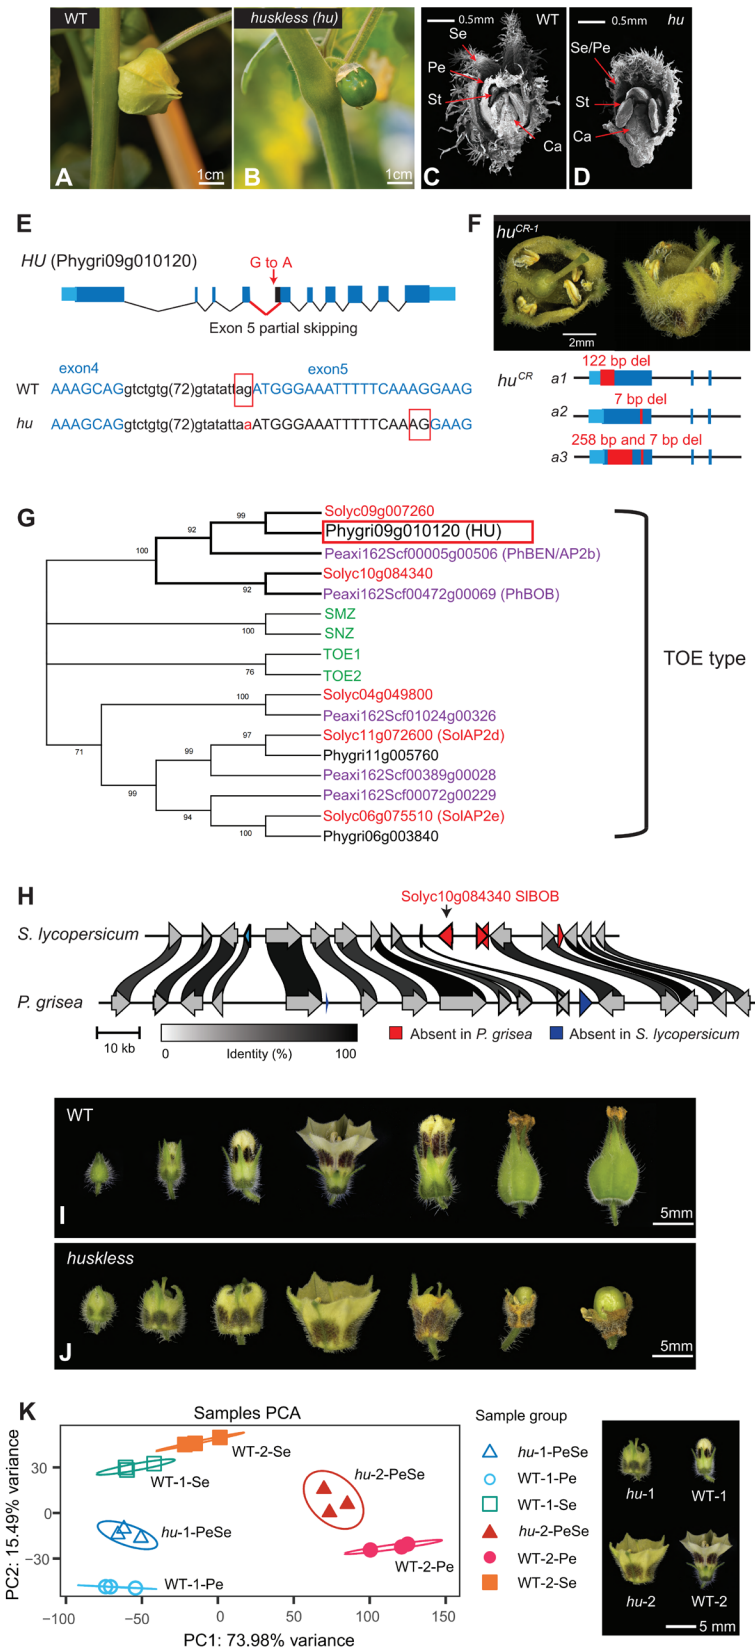 WT
A
1cm
huskless (hu)
B
1cm
0.5mm
WT
Se
Pe
St
Ca
C
0.5mm
hu
Se/Pe
St
Ca
D
E
HU (Phygri09g010120)
G to A
Exon 5 partial skipping
exon4
exon5
WT AAAGCAGgtctgtg(72)gtatattagATGGGAAATTTTTCAAAGGAAG
hu AAAGCAGgtctgtg(72)gtatattaaATGGGAAATTTTTCAAAGGAAG
F
huCR-1
2mm
huCR
122 bp del
a1
7 bp del
a2
258 bp and 7 bp del
a3
G
Solyc09g007260
Phygri09g010120 (HU)
Peaxi162Scf00005g00506 (PhBEN/AP2b)
Solyc10g084340
Peaxi162Scf00472g00069 (PhBOB)
SMZ
SNZ
TOE1
TOE2
Solyc04g049800
Peaxi162Scf01024g00326
Solyc11g072600 (SolAP2d)
Phygri11g005760
Peaxi162Scf00389g00028
Peaxi162Scf00072g00229
Solyc06g075510 (SolAP2e)
Phygri06g003840
99
92
100
92
100
76
100
97
99
71
99
94
100
TOE type
H
Solyc10g084340 SlBOB
S. lycopersicum
P. grisea
10 kb
0
Identity (%)
100
Absent in P. grisea
Absent in S. lycopersicum
WT
I
5mm
huskless
J
5mm
K
Samples PCA
PC2: 15.49% variance
30
0
−30
WT-2-Se
WT-1-Se
hu-2-PeSe
hu-1-PeSe
WT-2-Pe
WT-1-Pe
−100
−50
0
50
100
150
PC1: 73.98% variance
Sample group
hu-1-PeSe
WT-1-Pe
WT-1-Se
hu-2-PeSe
WT-2-Pe
WT-2-Se
hu-1
WT-1
hu-2
WT-2
5 mm